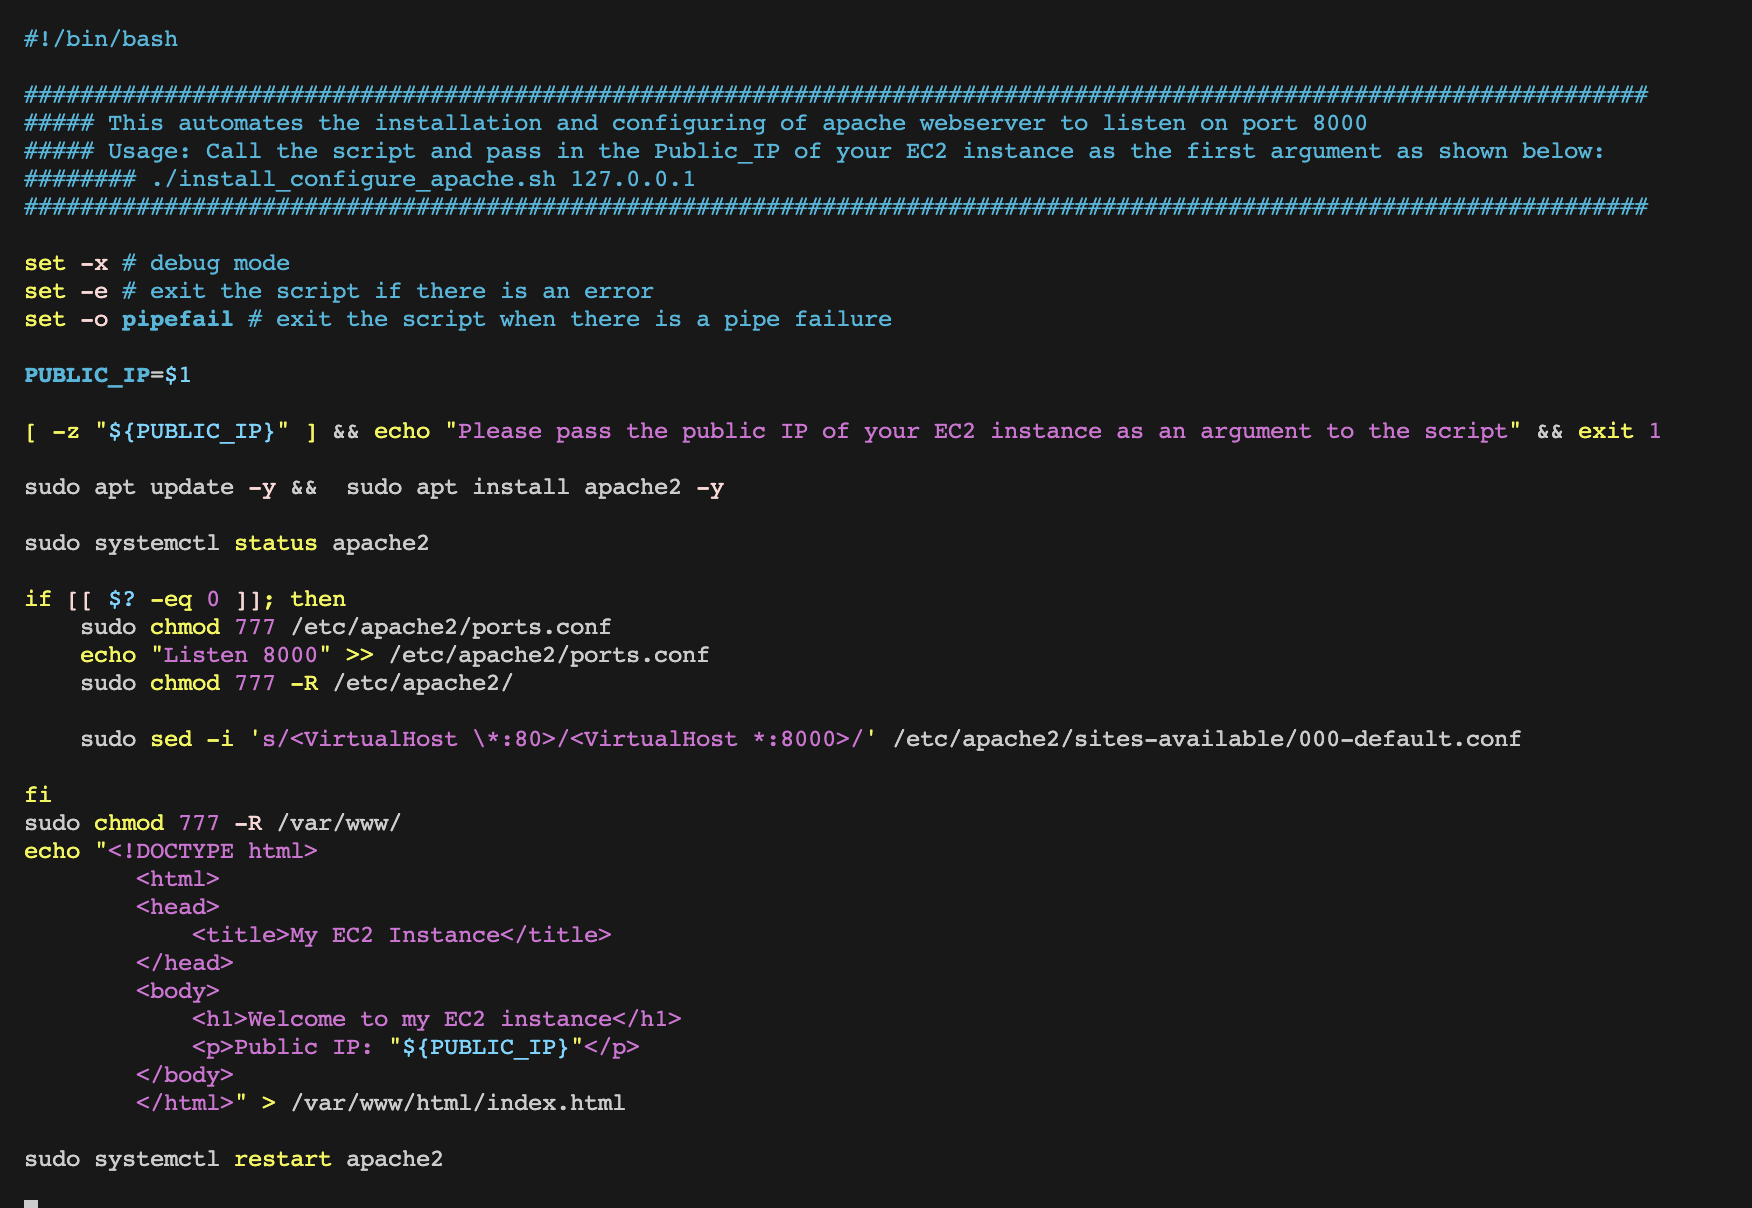 #!/bin/bash
####################################################################################################################
##### This automates the installation and configuring of apache webserver to listen on port 8000
##### Usage: Call the script and pass in the Public_IP of your EC2 instance as the first argument as shown below:
######## ./install_configure_apache.sh 127.0.0.1
####################################################################################################################
set -x # debug mode
set -e # exit the script if there is an error
set -o pipefail # exit the script when there is a pipe failure
PUBLIC_IP=$1
[ -z "${PUBLIC_IP}" ] && echo "Please pass the public IP of your EC2 instance as an argument to the script" && exit 1
sudo apt update -y &&  sudo apt install apache2 -y
sudo systemctl status apache2
if [[ $? -eq 0 ]]; then
    sudo chmod 777 /etc/apache2/ports.conf
    echo "Listen 8000" >> /etc/apache2/ports.conf
    sudo chmod 777 -R /etc/apache2/
    sudo sed -i 's/<VirtualHost \*:80>/<VirtualHost *:8000>/' /etc/apache2/sites-available/000-default.conf
fi
sudo chmod 777 -R /var/www/
echo "<!DOCTYPE html>
        <html>
        <head>
            <title>My EC2 Instance</title>
        </head>
        <body>
            <h1>Welcome to my EC2 instance</h1>
            <p>Public IP: "${PUBLIC_IP}"</p>
        </body>
        </html>" > /var/www/html/index.html
sudo systemctl restart apache2